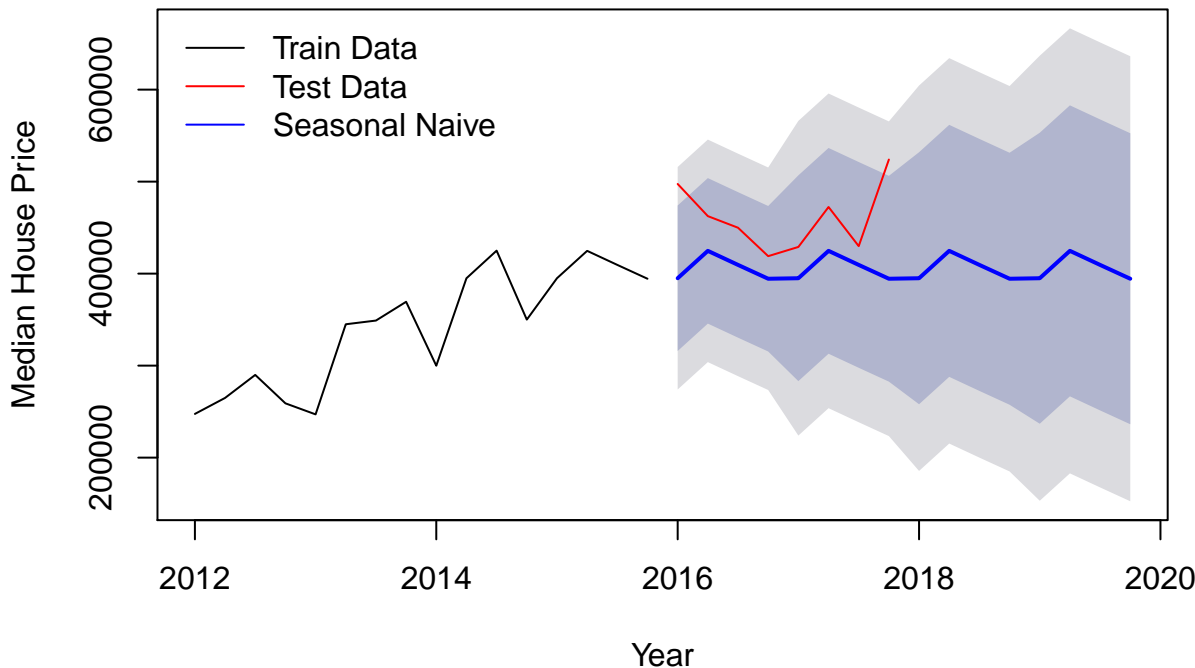 Train Data
Test Data
Seasonal Naive
Median House Price
600000
400000
200000
2012 2014 2016 2018 2020
Year